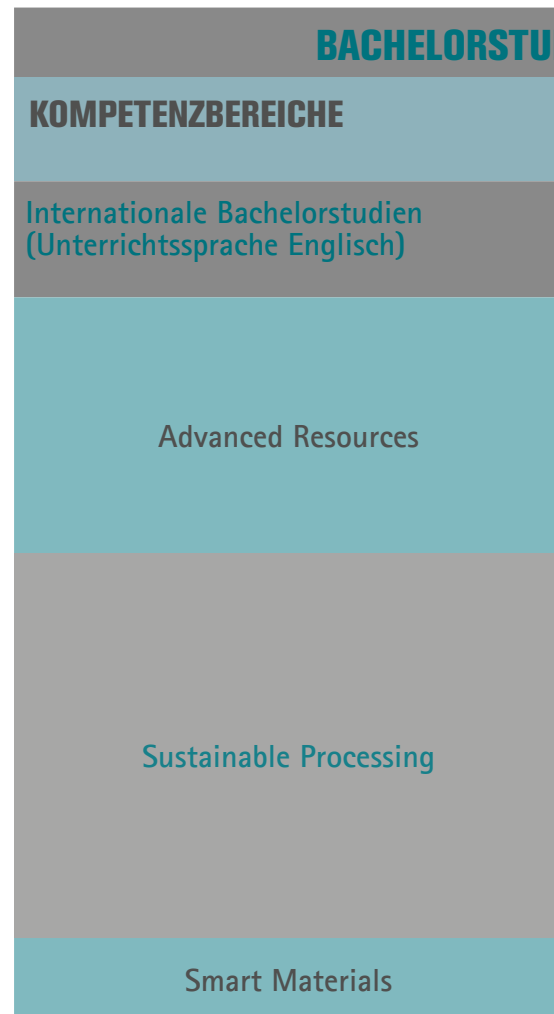 BACHELORSTU
KOMPETENZBEREICHE
Internationale Bachelorstudien
(Unterrichtssprache Englisch)
Advanced Resources
Sustainable Processing
Smart Materials